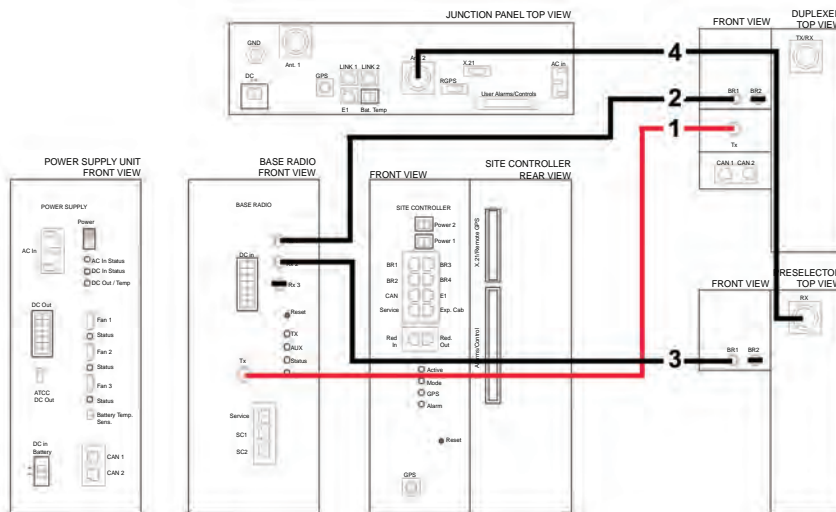 JUNCTION PANEL TOP VIEW
GND
Ant. 1
DC
GPS
LINK 1 LINK 2
E1
Bat. Temp
Ant. 2
X.21
RGPS
AC in
User Alarms/Controls
FRONT VIEW
DUPLEXE
TOP VIEW
TX/RX
4
BR1 BR2
2
1
Tx
CAN 1 CAN 2
POWER SUPPLY UNIT
FRONT VIEW
POWER SUPPLY
Power
AC In
AC In Status
DC In Status
DC Out / Temp
DC Out
Fan 1
Status
Fan 2
Status
Fan 3
Status
ATCC
DC Out
Battery Temp.
Sens.
DC in
Battery
CAN 1
CAN 2
BASE RADIO
FRONT VIEW
BASE RADIO
DC in
Rx 3
Reset
TX
AUX
Status
Tx
Service
SC1
SC2
FRONT VIEW
SITE CONTROLLER
REAR VIEW
SITE CONTROLLER
Power 2
Power 1
BR1
BR3
BR2
BR4
CAN
E1
Service
Exp. Cab
Red
In
Red.
Out
Active
Mode
GPS
Alarm
Reset
GPS
X.21/Remote GPS
Alarms/Control
FRONT VIEW
PRESELECTOR
TOP VIEW
RX
BR1 BR2
3